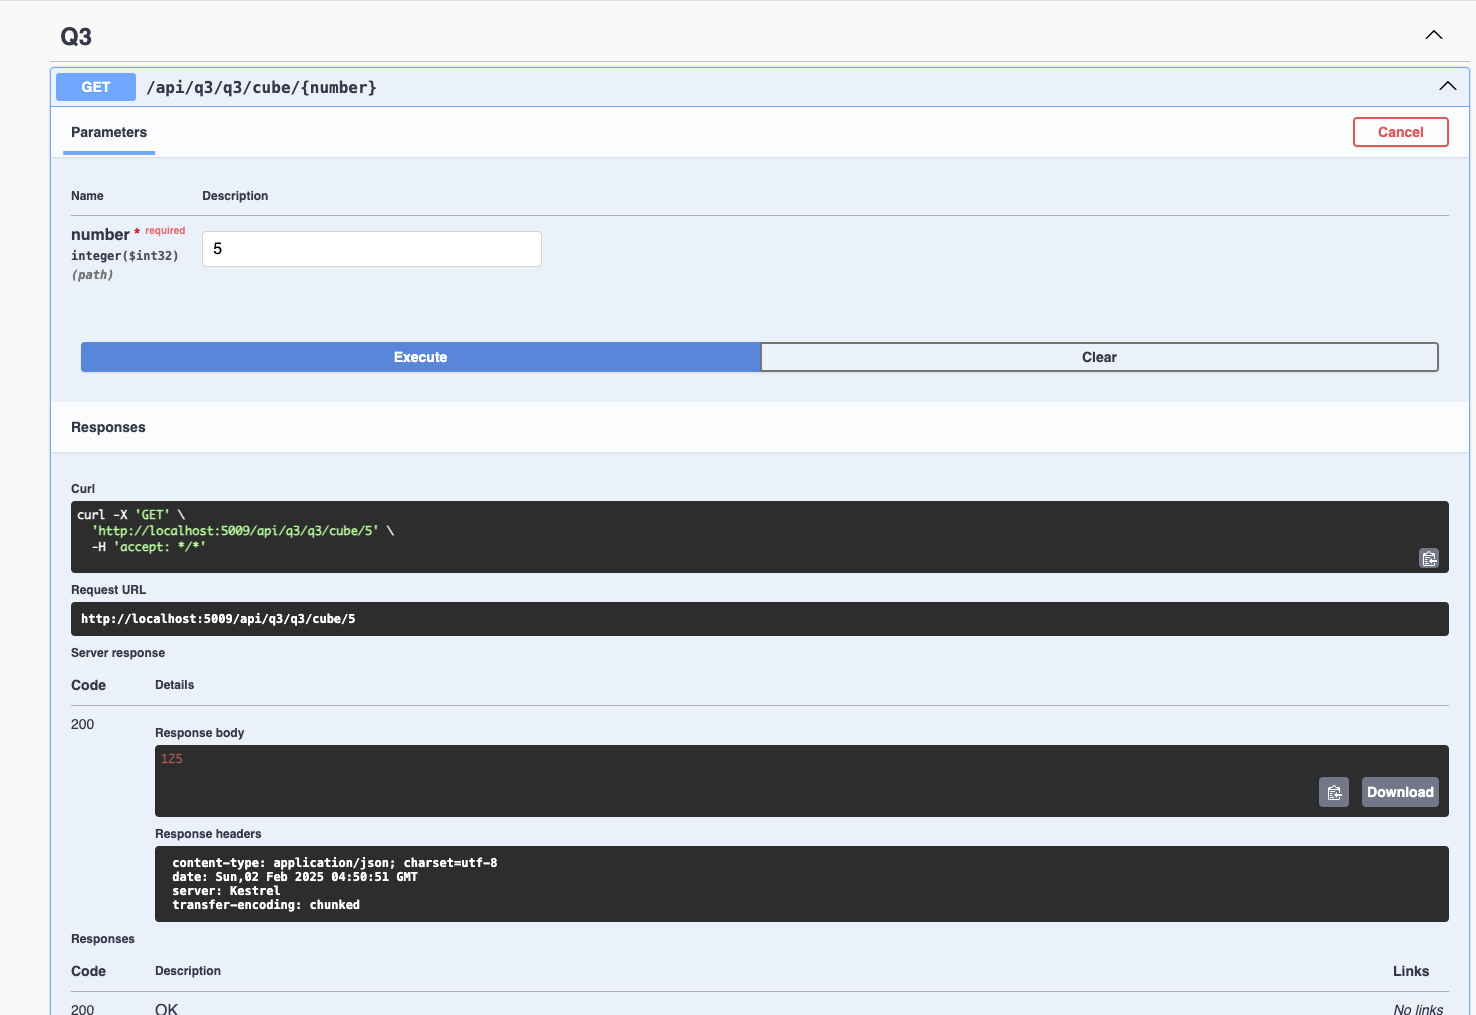 Q3
GET /api/q3/q3/cube/{number}
Parameters
Cancel
Name Description
number * required
integer($int32)
(path)
5
Execute Clear
Responses
Curl
curl -X 'GET' \
'http://localhost:5009/api/q3/q3/cube/5' \
-H 'accept: */*'
Request URL
http://localhost:5009/api/q3/q3/cube/5
Server response
Code Details
200
Response body
125
Download
Response headers
content-type: application/json; charset=utf-8
date: Sun,02 Feb 2025 04:50:51 GMT
server: Kestrel
transfer-encoding: chunked
Responses
Code Description Links
200 OK No links